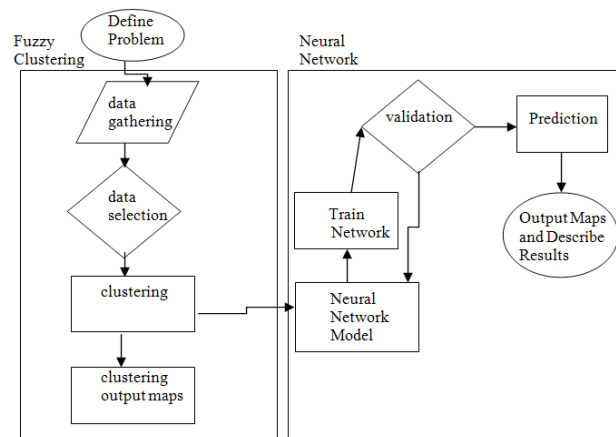 Define
Problem
Fuzzy
Clustering
data
gathering
data
selection
clustering
clustering
output maps
Neural
Network
validation
Prediction
Train
Network
Output Maps
and Describe
Results
Neural
Network
Model